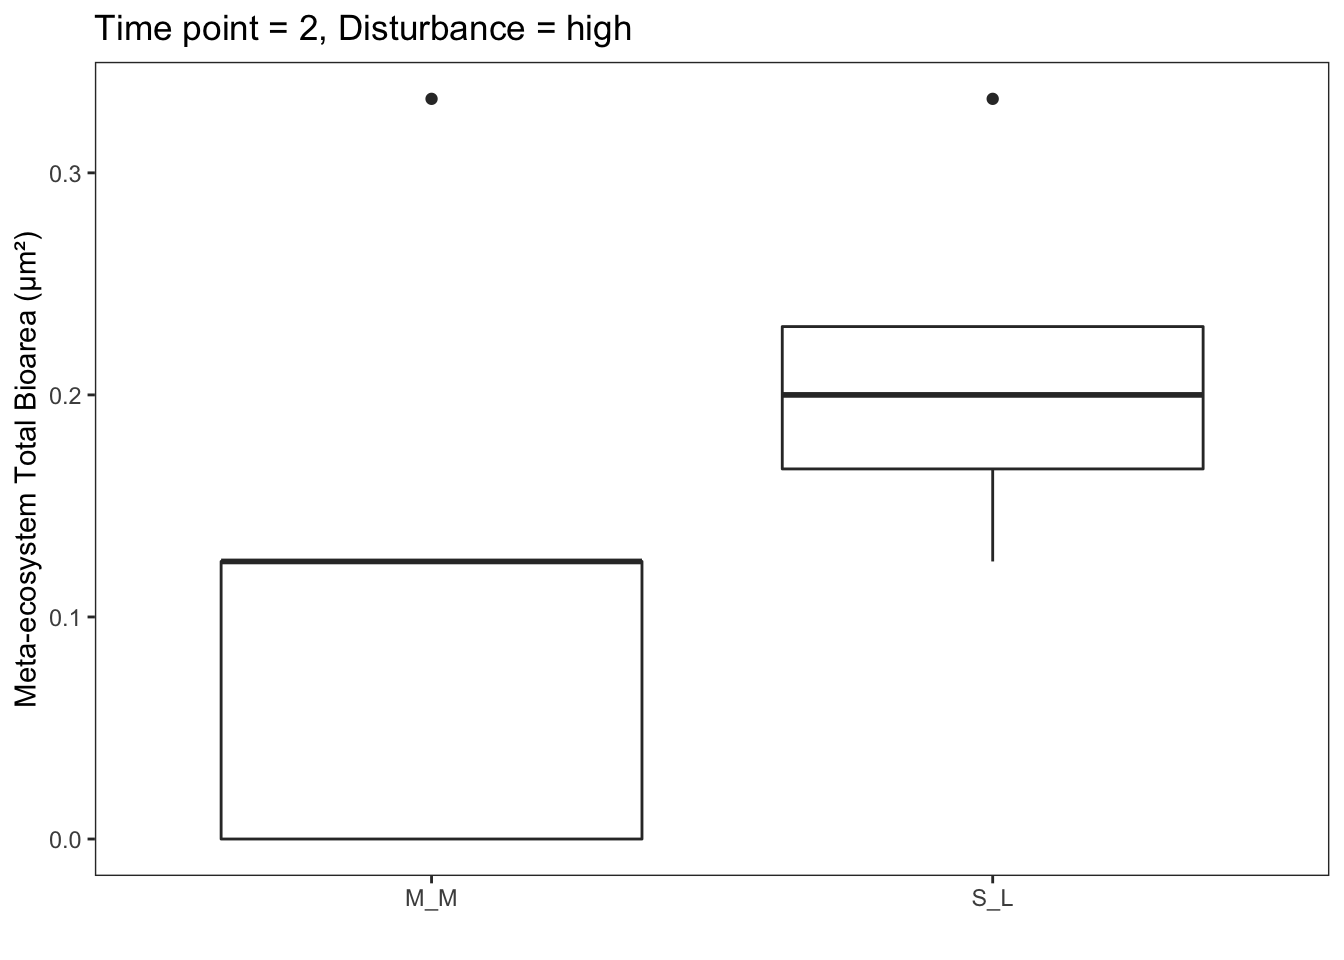 Time point = 2, Disturbance = high
Meta-ecosystem Total Bioarea (µm²)
0.3
0.2
0.1
0.0
M_M
S_L